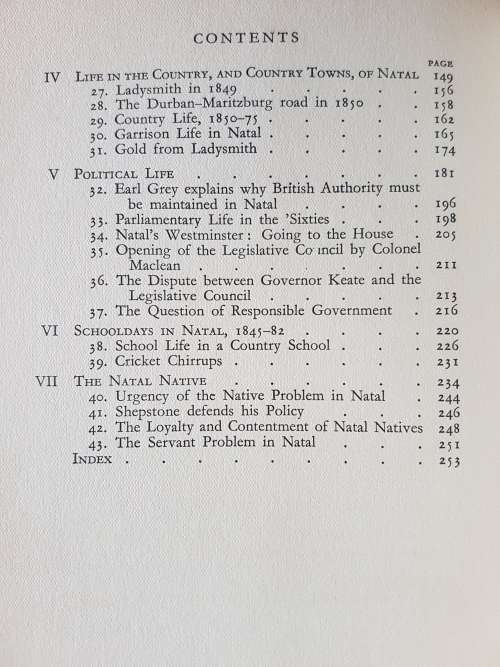 CONTENTS
PAGE
IV LIFE IN THE COUNTRY, AND COUNTRY TOWNS, OF NATAL 149
27. Ladysmith in 1849 . . . . . 156
28. The Durban–Maritzburg road in 1850 . . . 158
29. Country Life, 1850–75 . . . . . 162
30. Garrison Life in Natal . . . . . 165
31. Gold from Ladysmith . . . . . 174
V POLITICAL LIFE . . . . . . . 181
32. Earl Grey explains why British Authority must
be maintained in Natal . . . . 196
33. Parliamentary Life in the 'Sixties . . . 198
34. Natal's Westminster: Going to the House . 205
35. Opening of the Legislative Council by Colonel
Maclean . . . . . . . 211
36. The Dispute between Governor Keate and the
Legislative Council . . . . . 213
37. The Question of Responsible Government . 216
VI SCHOOLDAYS IN NATAL, 1845–82 . . . . 220
38. School Life in a Country School . . . 226
39. Cricket Chirrups . . . . . 231
VII THE NATAL NATIVE . . . . . . 234
40. Urgency of the Native Problem in Natal . 244
41. Shepstone defends his Policy . . . 246
42. The Loyalty and Contentment of Natal Natives 248
43. The Servant Problem in Natal . . . 251
INDEX . . . . . . . . . 253